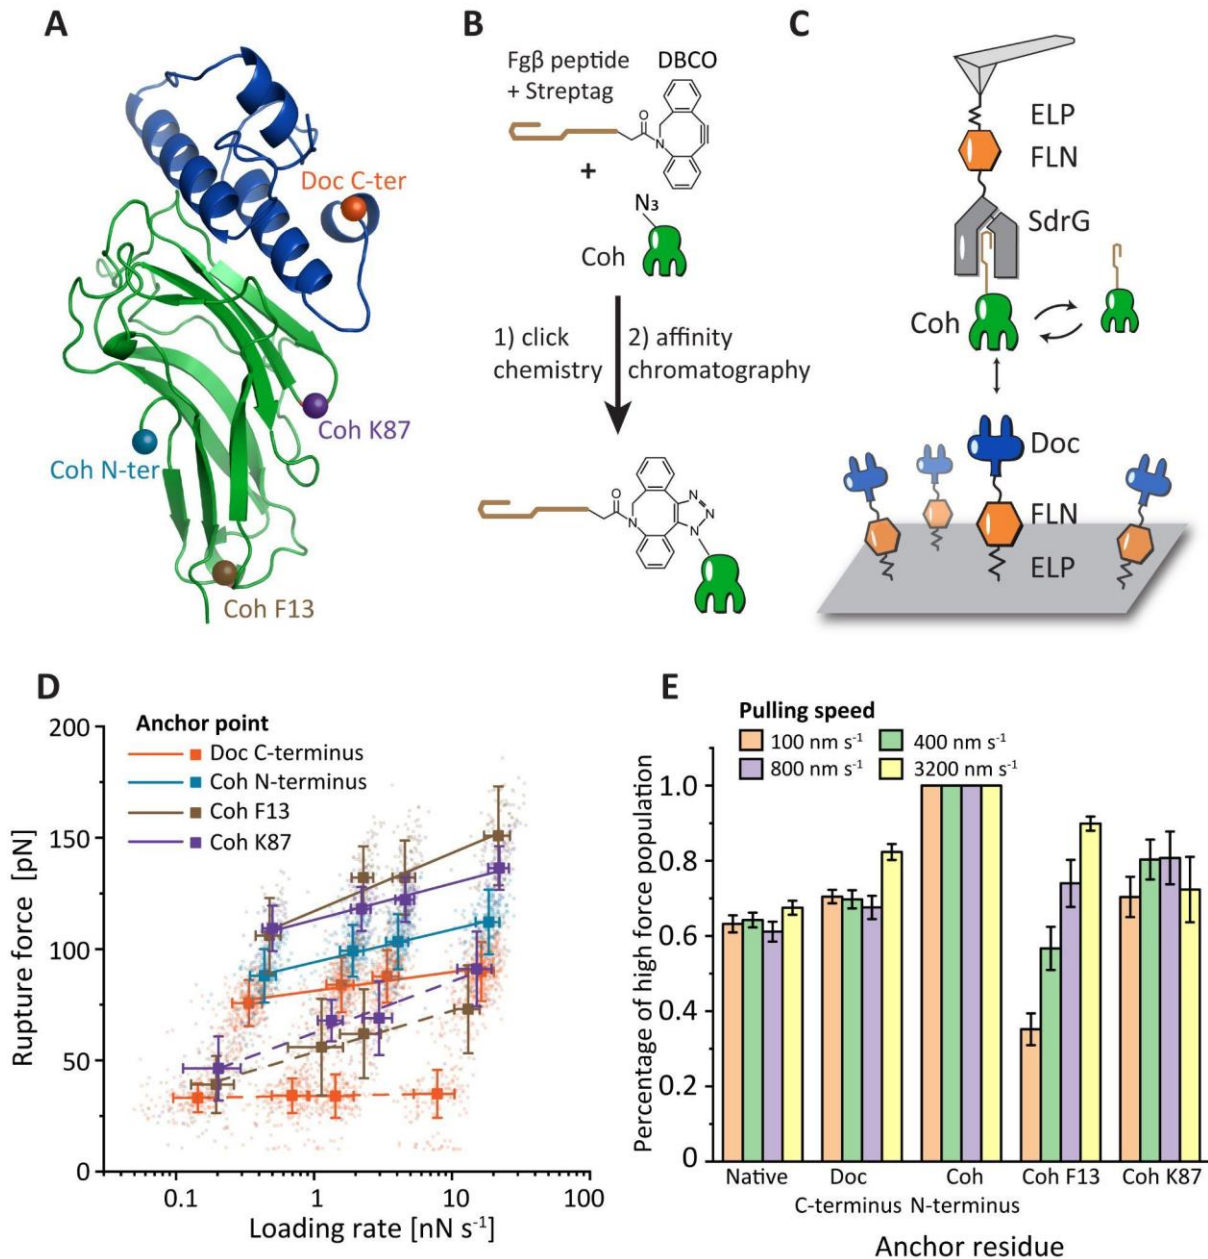 A
Doc C-ter
Coh K87
Coh N-ter
Coh F13
B
Fgβ peptide
+ Streptag
DBCO
O
N
+
N₃
Coh
1) click
chemistry
2) affinity
chromatography
O
N
N
N
N
C
ELP
FLN
SdrG
Coh
Doc
FLN
ELP
D
Rupture force [pN]
200
150
100
50
0
Anchor point
Doc C-terminus
Coh N-terminus
Coh F13
Coh K87
0.1
1
10
100
Loading rate [nN s⁻¹]
E
Pulling speed
100 nm s⁻¹
400 nm s⁻¹
800 nm s⁻¹
3200 nm s⁻¹
Percentage of high force population
1.0
0.8
0.6
0.4
0.2
0
Native
Doc
C-terminus
Coh
N-terminus
Coh F13
Coh K87
Anchor residue